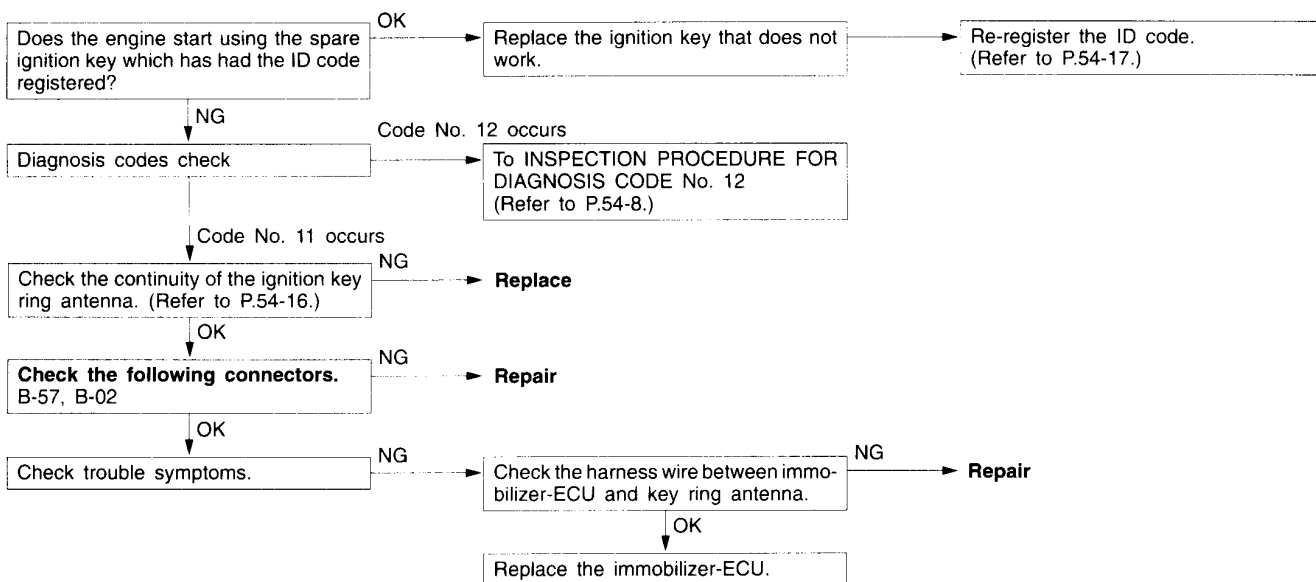 Does the engine start using the spare
ignition key which has had the ID code
registered?
OK
Replace the ignition key that does not
work.
Re-register the ID code.
(Refer to P.54-17.)
NG
Diagnosis codes check
Code No. 12 occurs
To INSPECTION PROCEDURE FOR
DIAGNOSIS CODE No. 12
(Refer to P.54-8.)
Code No. 11 occurs
Check the continuity of the ignition key
ring antenna. (Refer to P.54-16.)
NG
Replace
OK
Check the following connectors.
B-57, B-02
NG
Repair
OK
Check trouble symptoms.
NG
Check the harness wire between immo-
bilizer-ECU and key ring antenna.
NG
Repair
OK
Replace the immobilizer-ECU.